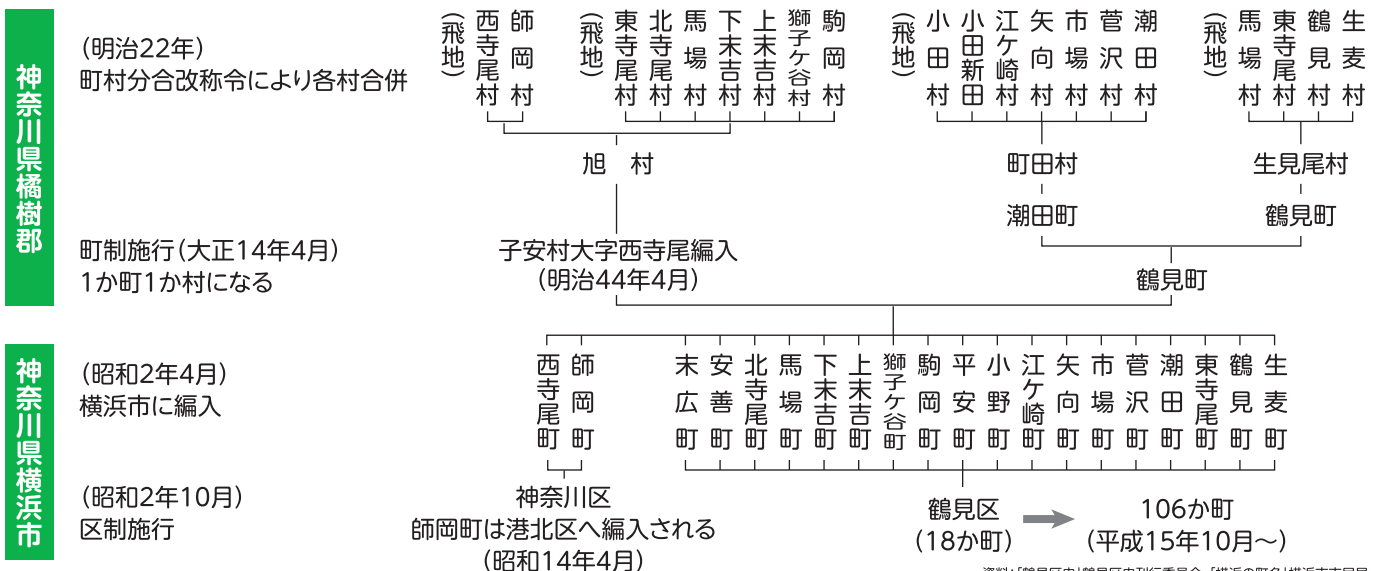 神奈川県橘樹郡
(明治22年)
町村分合改称令により各村合併
西寺尾村(飛地)
師岡村
東寺尾村(飛地)
北寺尾村
馬場村
下末吉村
上末吉村
獅子ケ谷村
駒岡村
小田村(飛地)
小田新田
江ケ崎村
矢向村
市場村
菅沢村
潮田村
馬場村(飛地)
東寺尾村
鶴見村
生麦村
旭 村
町田村
生見尾村
潮田町
鶴見町
町制施行(大正14年4月)
1か町1か村になる
子安村大字西寺尾編入
(明治44年4月)
鶴見町
神奈川県横浜市
(昭和2年4月)
横浜市に編入
西寺尾町
師岡町
末広町
安善町
北寺尾町
馬場町
下末吉町
上末吉町
獅子ケ谷町
駒岡町
平安町
小野町
江ケ崎町
矢向町
市場町
菅沢町
潮田町
東寺尾町
鶴見町
生麦町
(昭和2年10月)
区制施行
神奈川区
師岡町は港北区へ編入される
(昭和14年4月)
鶴見区
(18か町)
106か町
(平成15年10月～)